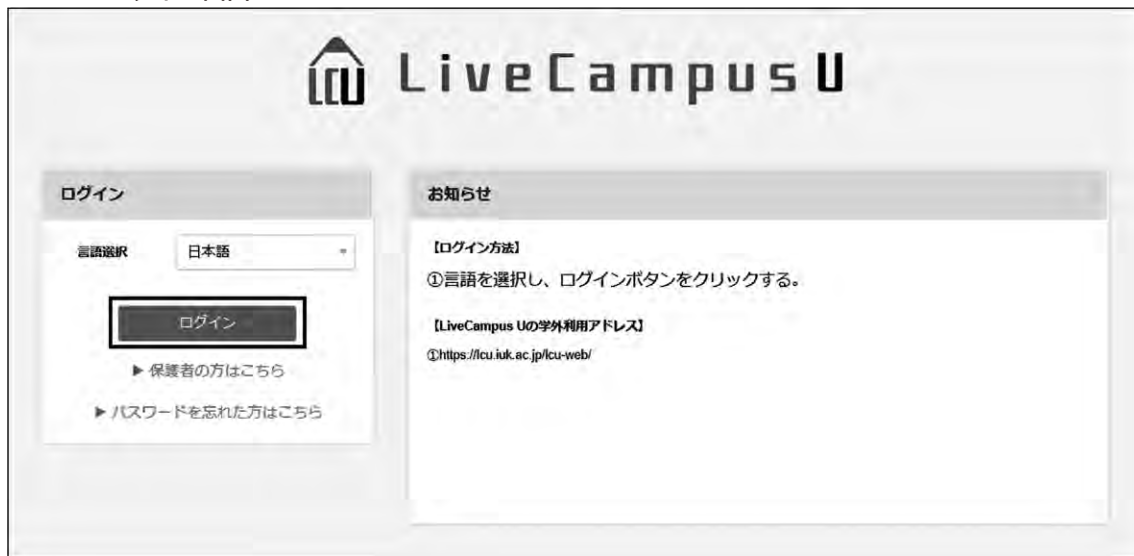 LCU LiveCampus U
ログイン
言語選択 日本語
ログイン
▶ 保護者の方はこちら
▶ パスワードを忘れた方はこちら
お知らせ
【ログイン方法】
①言語を選択し、ログインボタンをクリックする。
【LiveCampus Uの学外利用アドレス】
①https://lcu.iuk.ac.jp/lcu-web/